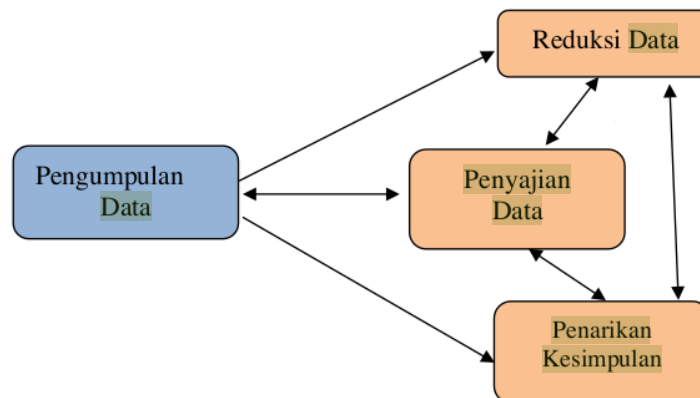 Reduksi Data
Pengumpulan
Data
Penyajian
Data
Penarikan
Kesimpulan